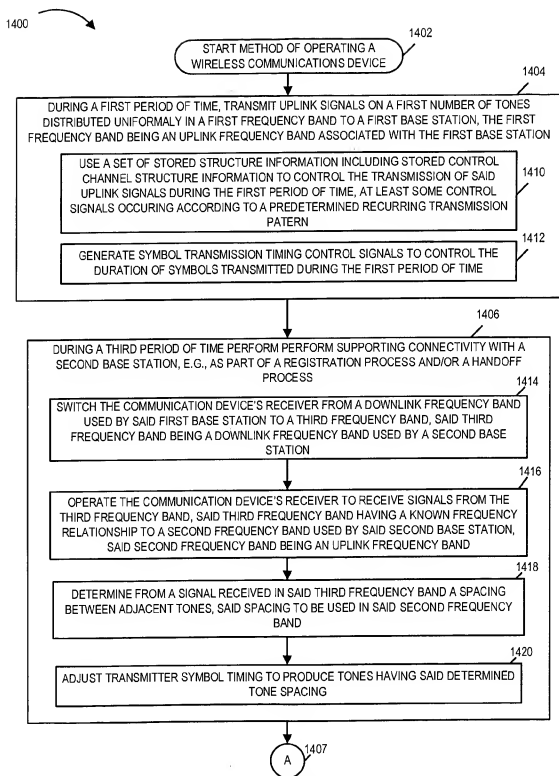 1400
1402
START METHOD OF OPERATING A
WIRELESS COMMUNICATIONS DEVICE
1404
DURING A FIRST PERIOD OF TIME, TRANSMIT UPLINK SIGNALS ON A FIRST NUMBER OF TONES
DISTRIBUTED UNIFORMALY IN A FIRST FREQUENCY BAND TO A FIRST BASE STATION, THE FIRST
FREQUENCY BAND BEING AN UPLINK FREQUENCY BAND ASSOCIATED WITH THE FIRST BASE STATION
USE A SET OF STORED STRUCTURE INFORMATION INCLUDING STORED CONTROL
CHANNEL STRUCTURE INFORMATION TO CONTROL THE TRANSMISSION OF SAID
UPLINK SIGNALS DURING THE FIRST PERIOD OF TIME, AT LEAST SOME CONTROL
SIGNALS OCCURING ACCORDING TO A PREDETERMINED RECURRING TRANSMISSION
PATERN
1410
GENERATE SYMBOL TRANSMISSION TIMING CONTROL SIGNALS TO CONTROL THE
DURATION OF SYMBOLS TRANSMITTED DURING THE FIRST PERIOD OF TIME
1412
1406
DURING A THIRD PERIOD OF TIME PERFORM PERFORM SUPPORTING CONNECTIVITY WITH A
SECOND BASE STATION, E.G., AS PART OF A REGISTRATION PROCESS AND/OR A HANDOFF
PROCESS
1414
SWITCH THE COMMUNICATION DEVICE'S RECEIVER FROM A DOWNLINK FREQUENCY BAND
USED BY SAID FIRST BASE STATION TO A THIRD FREQUENCY BAND, SAID THIRD
FREQUENCY BAND BEING A DOWNLINK FREQUENCY BAND USED BY A SECOND BASE
STATION
1416
OPERATE THE COMMUNICATION DEVICE'S RECEIVER TO RECEIVE SIGNALS FROM THE
THIRD FREQUENCY BAND, SAID THIRD FREQUENCY BAND HAVING A KNOWN FREQUENCY
RELATIONSHIP TO A SECOND FREQUENCY BAND USED BY SAID SECOND BASE STATION,
SAID SECOND FREQUENCY BAND BEING AN UPLINK FREQUENCY BAND
1418
DETERMINE FROM A SIGNAL RECEIVED IN SAID THIRD FREQUENCY BAND A SPACING
BETWEEN ADJACENT TONES, SAID SPACING TO BE USED IN SAID SECOND FREQUENCY
BAND
1420
ADJUST TRANSMITTER SYMBOL TIMING TO PRODUCE TONES HAVING SAID DETERMINED
TONE SPACING
A
1407